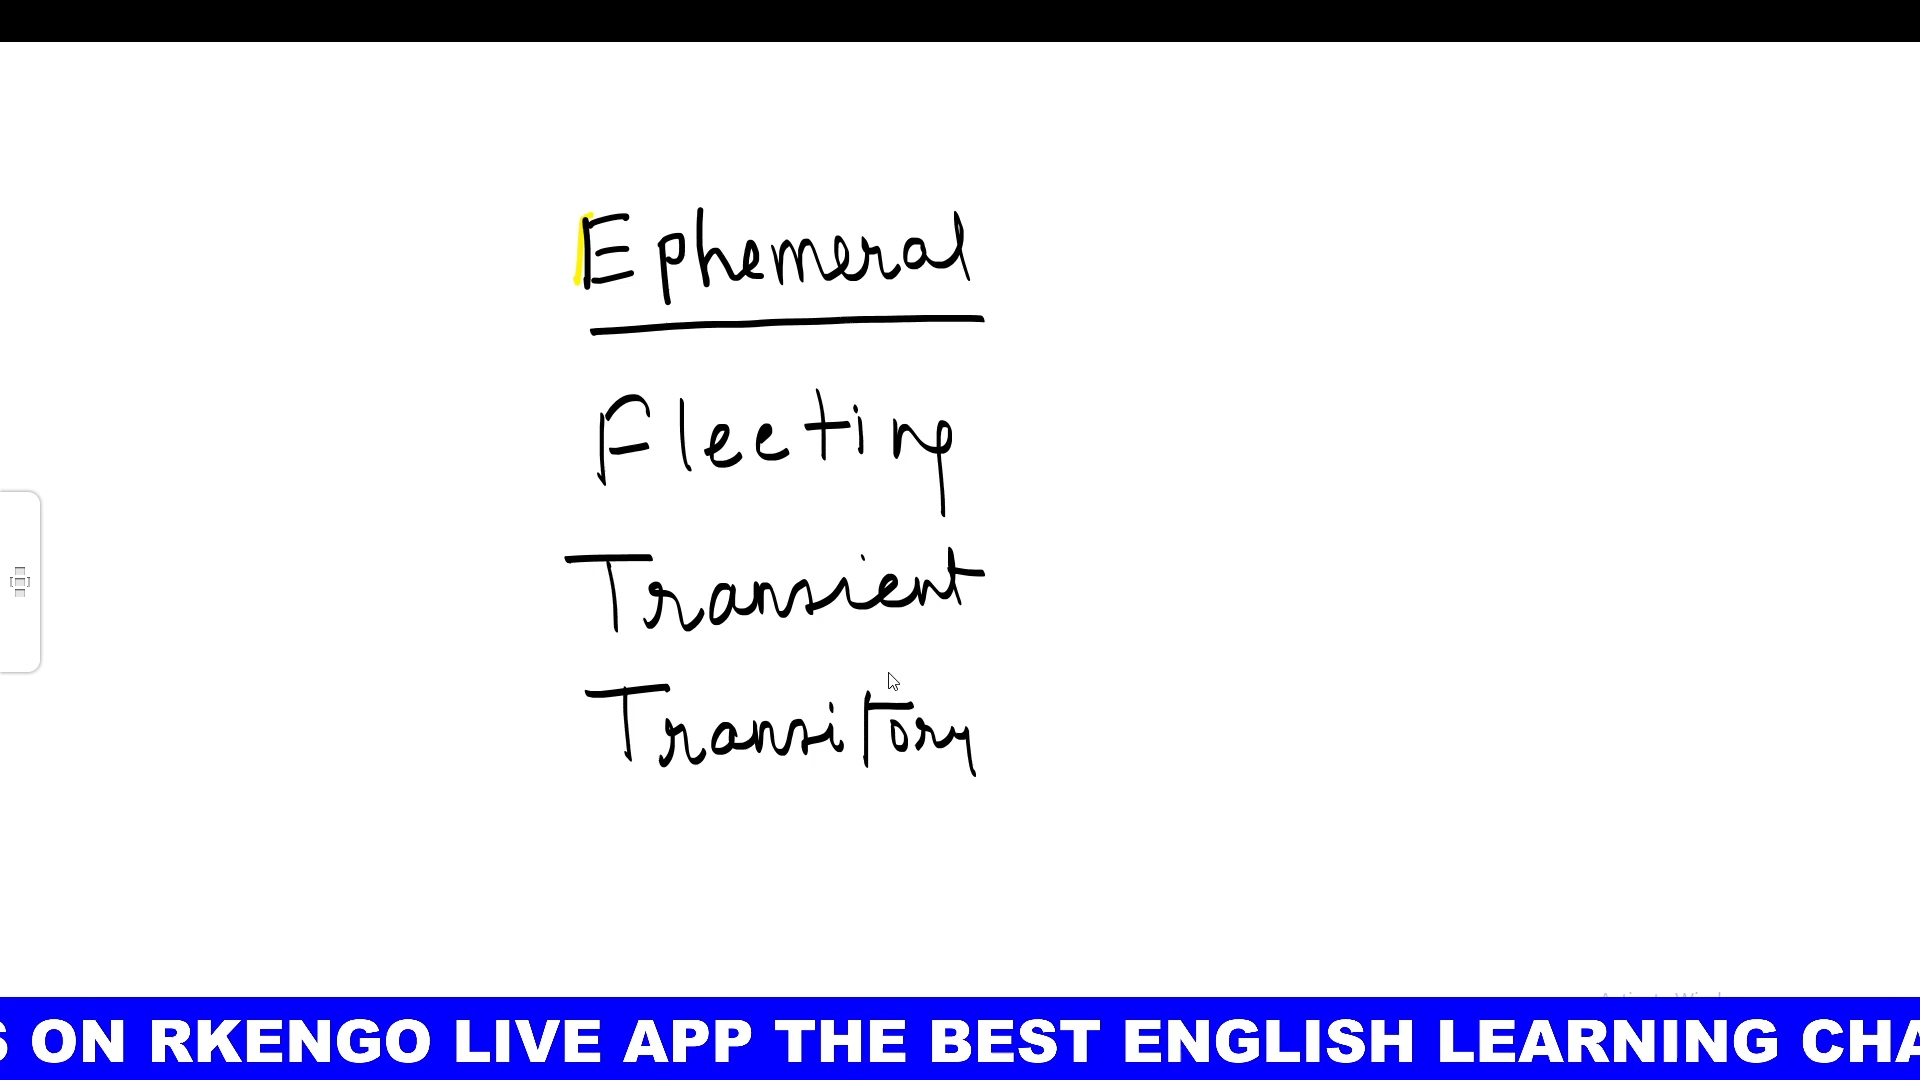 Ephemeral
Fleeting
Transient
Transitory
S ON RKENGO LIVE APP THE BEST ENGLISH LEARNING CHA